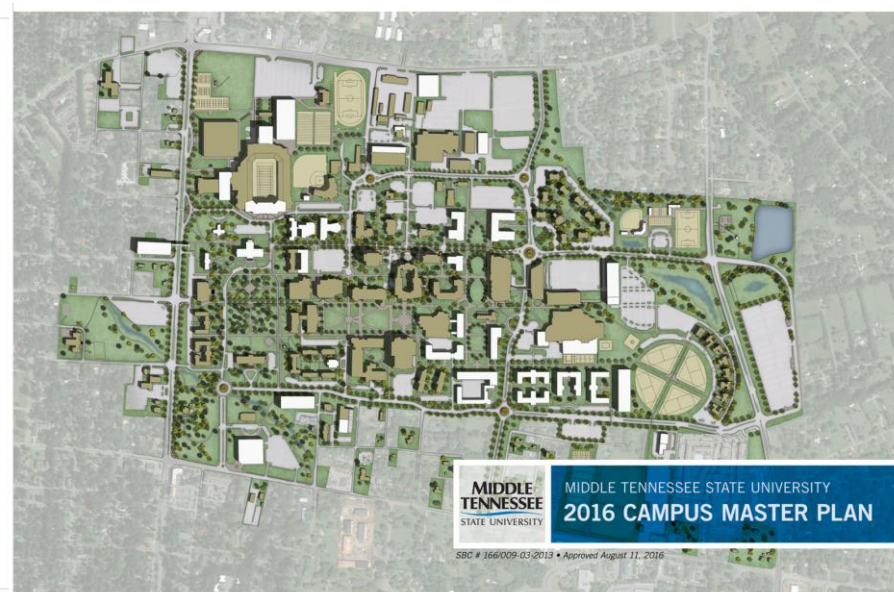 MIDDLE
TENNESSEE
STATE UNIVERSITY
MIDDLE TENNESSEE STATE UNIVERSITY
2016 CAMPUS MASTER PLAN
SBC # 166/009-03-2013 • Approved August 11, 2016